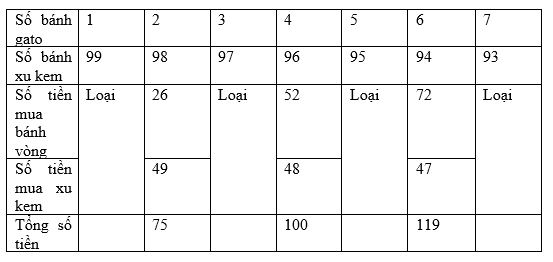 Số bánh gato 1 2 3 4 5 6 7
Số bánh xu kem 99 98 97 96 95 94 93
Số tiền mua bánh vòng Loại 26 Loại 52 Loại 72 Loại
Số tiền mua xu kem 49 48 47
Tổng số tiền 75 100 119